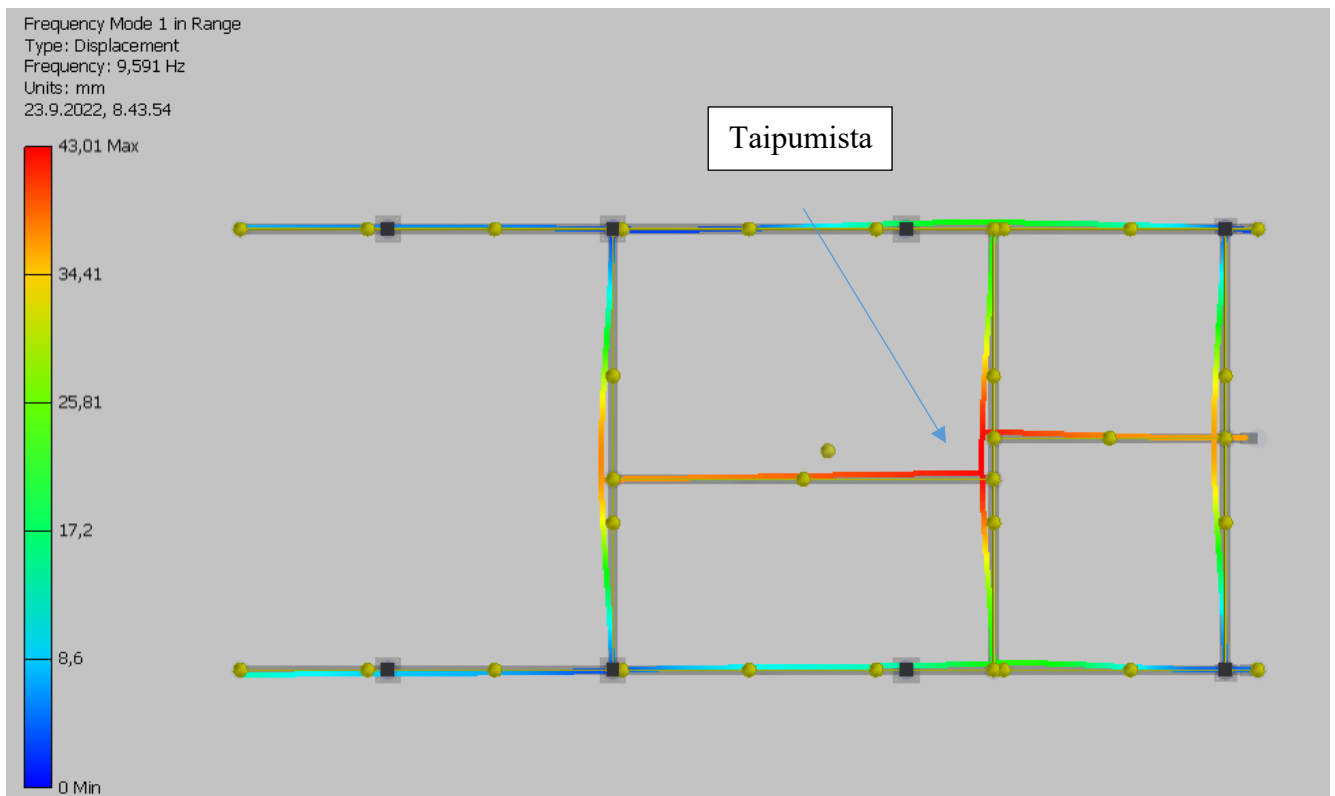 Frequency Mode 1 in Range
Type: Displacement
Frequency: 9,591 Hz
Units: mm
23.9.2022, 8.43.54
43,01 Max
Taipumista
34,41
25,81
17,2
8,6
0 Min